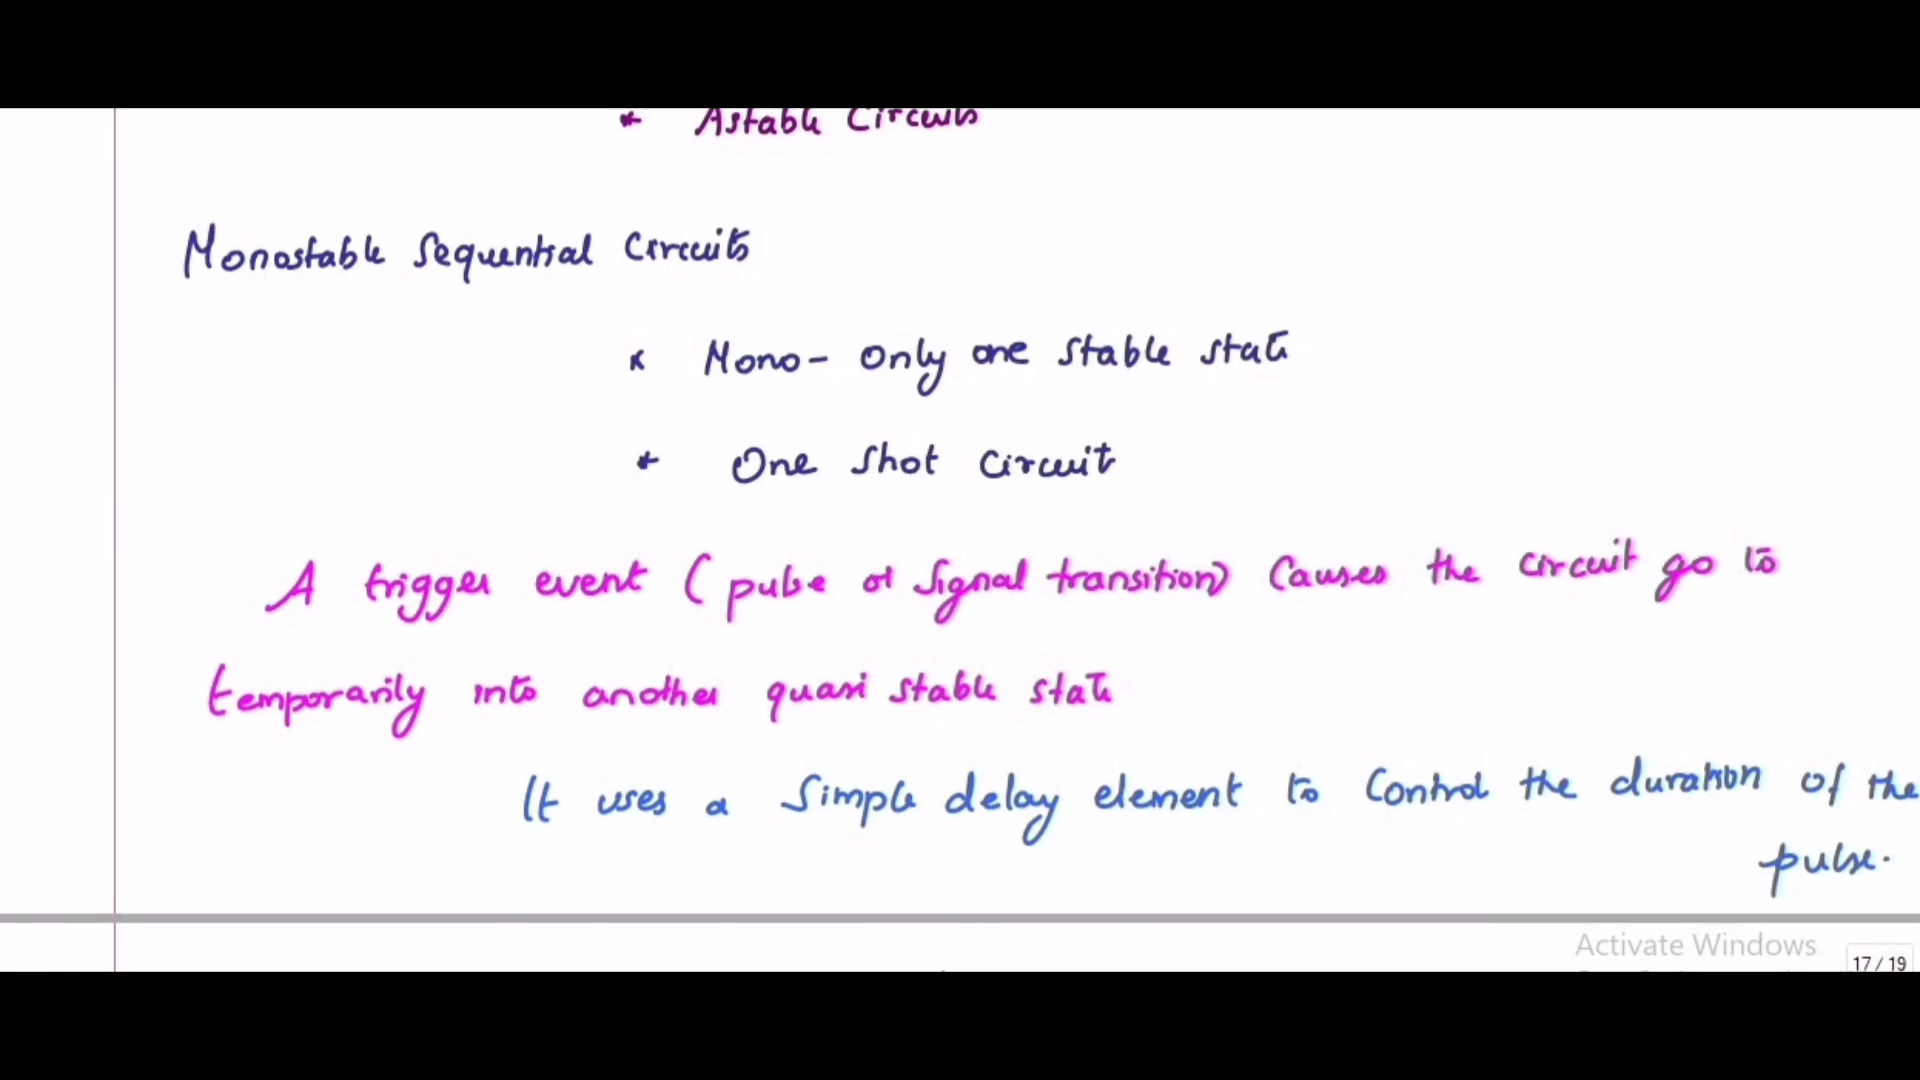 * Astable Circuits
Monostable Sequential Circuits
* Mono - Only one stable state
* One Shot Circuit
A trigger event (pulse or signal transition) causes the circuit go to
temporarily into another quasi stable state
It uses a simple delay element to control the duration of the
pulse.
Activate Windows
17 / 19